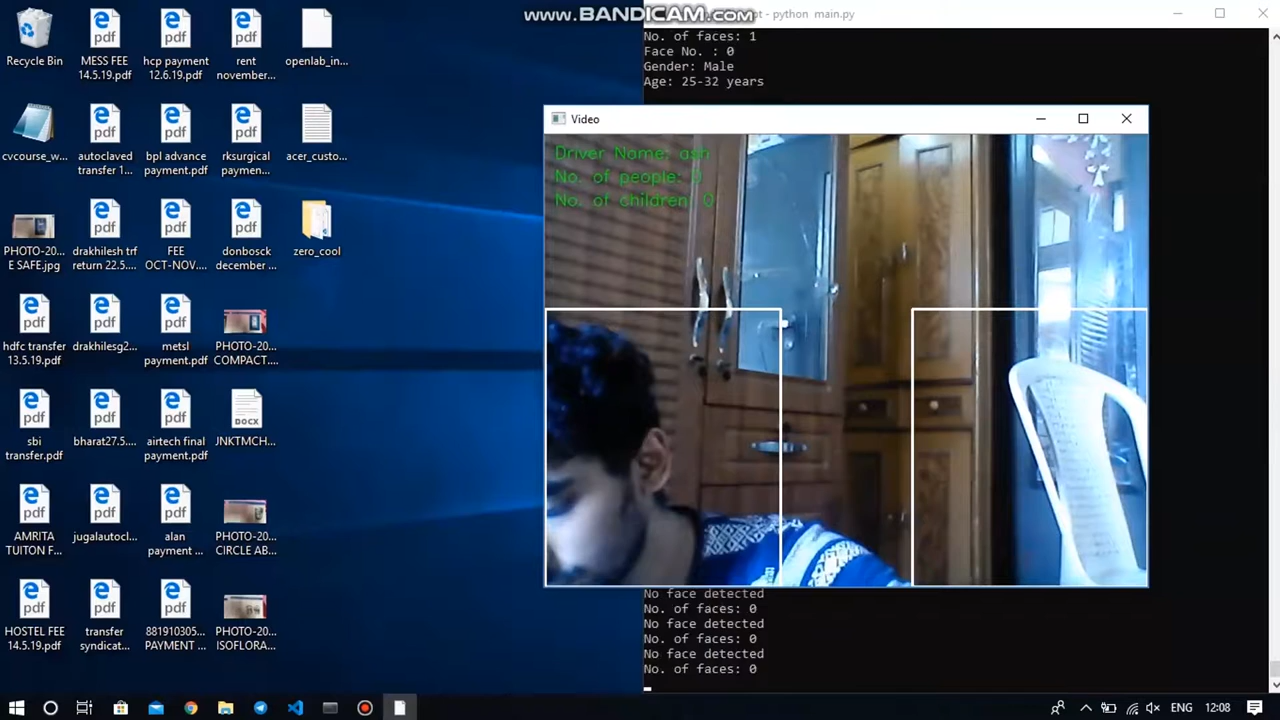 www.BANDICAM.com
- python main.py
No. of faces: 1
Face No. : 0
Gender: Male
Age: 25-32 years
Recycle Bin
MESS FEE
14.5.19.pdf
hcp payment
12.6.19.pdf
rent
november...
openlab_in...
cvcourse_w...
autoclaved
transfer 1...
bpl advance
payment.pdf
rksurgical
paymen...
acer_custo...
PHOTO-20...
E SAFE.jpg
drakhilesh trf
return 22.5....
FEE
OCT-NOV....
donbosck
december ...
zero_cool
hdfc transfer
13.5.19.pdf
drakhilesg2...
metsl
payment.pdf
PHOTO-20...
COMPACT....
sbi
transfer.pdf
bharat27.5....
airtech final
payment.pdf
JNKTMCH...
AMRITA
TUITON F...
jugalautocl...
alan
payment ...
PHOTO-20...
CIRCLE AB...
HOSTEL FEE
14.5.19.pdf
transfer
syndicat...
881910305...
PAYMENT ...
PHOTO-20...
ISOFLORA...
Video
Driver Name: ash
No. of people:
No. of children: 0
No face detected
No. of faces: 0
No face detected
No. of faces: 0
No face detected
No. of faces: 0
ENG
12:08